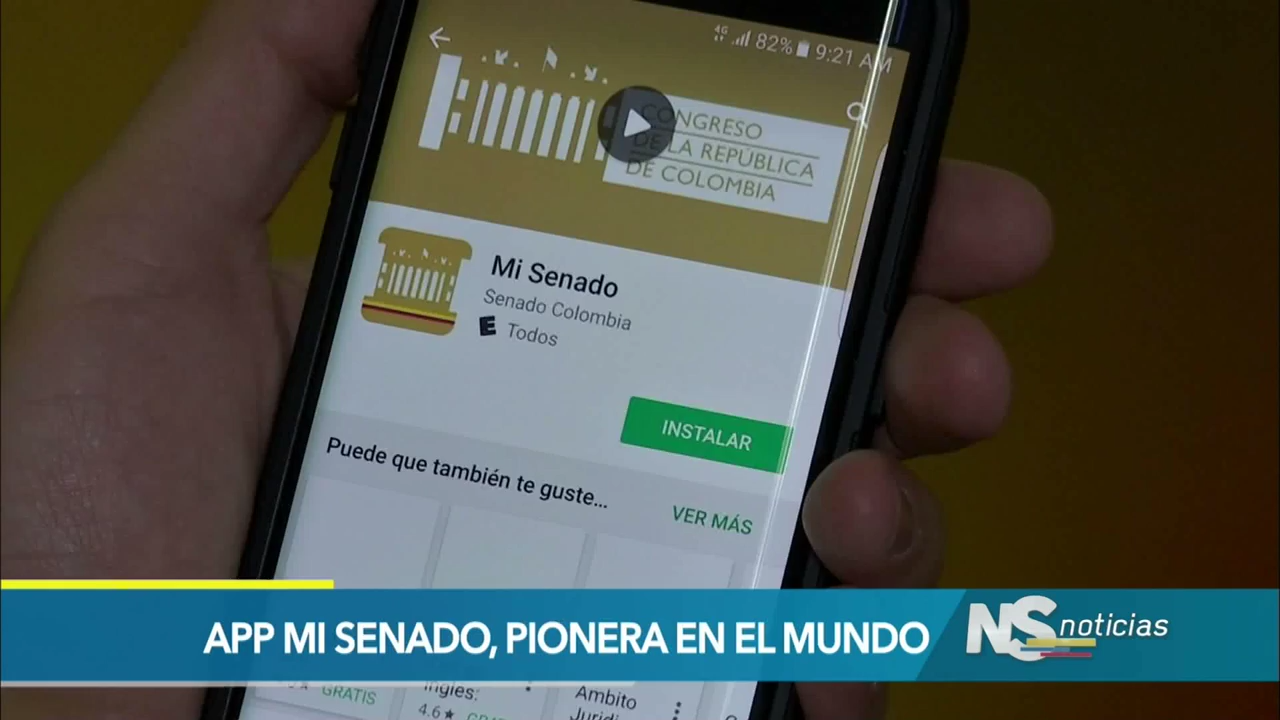 4G 82% 9:21 AM
CONGRESO
DE LA REPÚBLICA
DE COLOMBIA
Mi Senado
Senado Colombia
E Todos
INSTALAR
Puede que también te guste...
VER MÁS
APP MI SENADO, PIONERA EN EL MUNDO
NS noticias
GRATIS
Ingles:
4.6★
Ambito